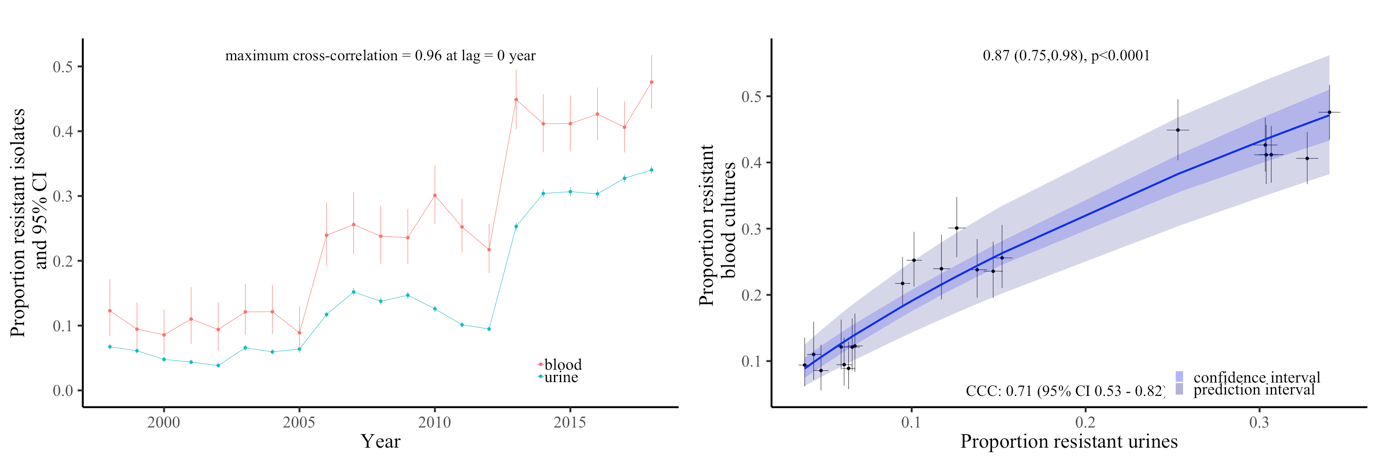 maximum cross-correlation = 0.96 at lag = 0 year
Proportion resistant isolates
and 95% CI
0.5
0.4
0.3
0.2
0.1
0.0
blood
urine
2000
2005
2010
2015
Year
0.87 (0.75,0.98), p<0.0001
Proportion resistant
blood cultures
0.5
0.4
0.3
0.2
0.1
CCC: 0.71 (95% CI 0.53 - 0.82)
confidence interval
prediction interval
0.1
0.2
0.3
Proportion resistant urines